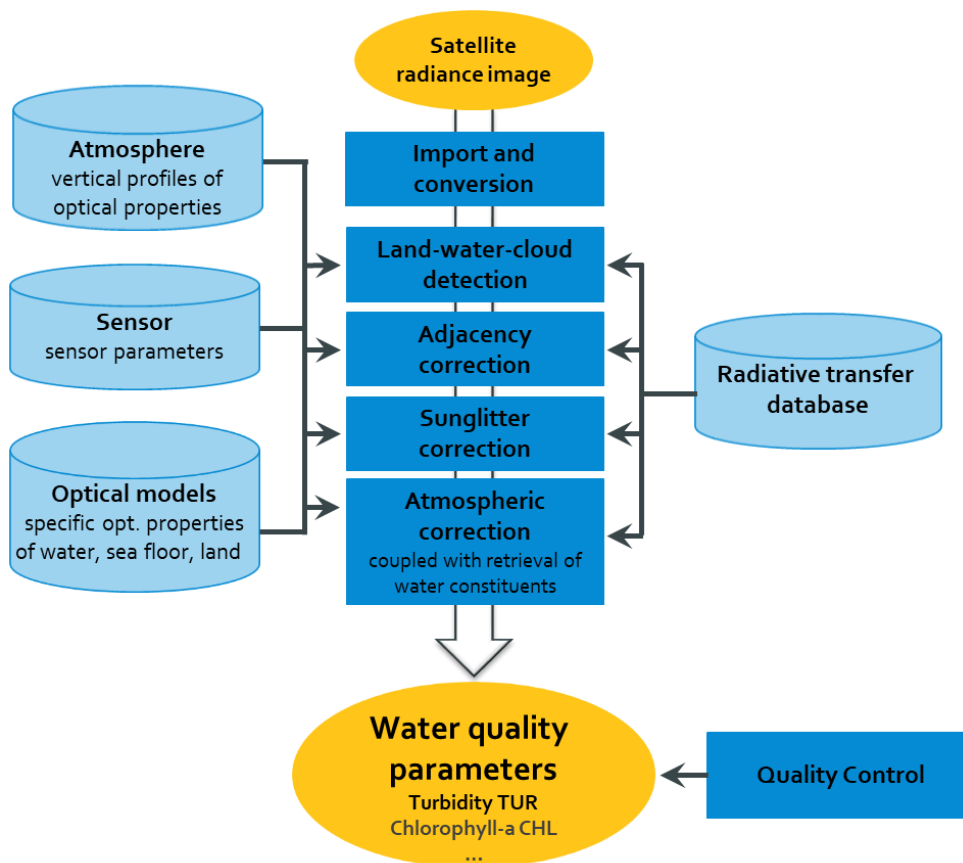 Satellite
radiance image
Import and
conversion
Land-water-cloud
detection
Adjacency
correction
Sunglitter
correction
Atmospheric
correction
coupled with retrieval of
water constituents
Atmosphere
vertical profiles of
optical properties
Sensor
sensor parameters
Optical models
specific opt. properties
of water, sea floor, land
Radiative transfer
database
Water quality
parameters
Turbidity TUR
Chlorophyll-a CHL
...
Quality Control